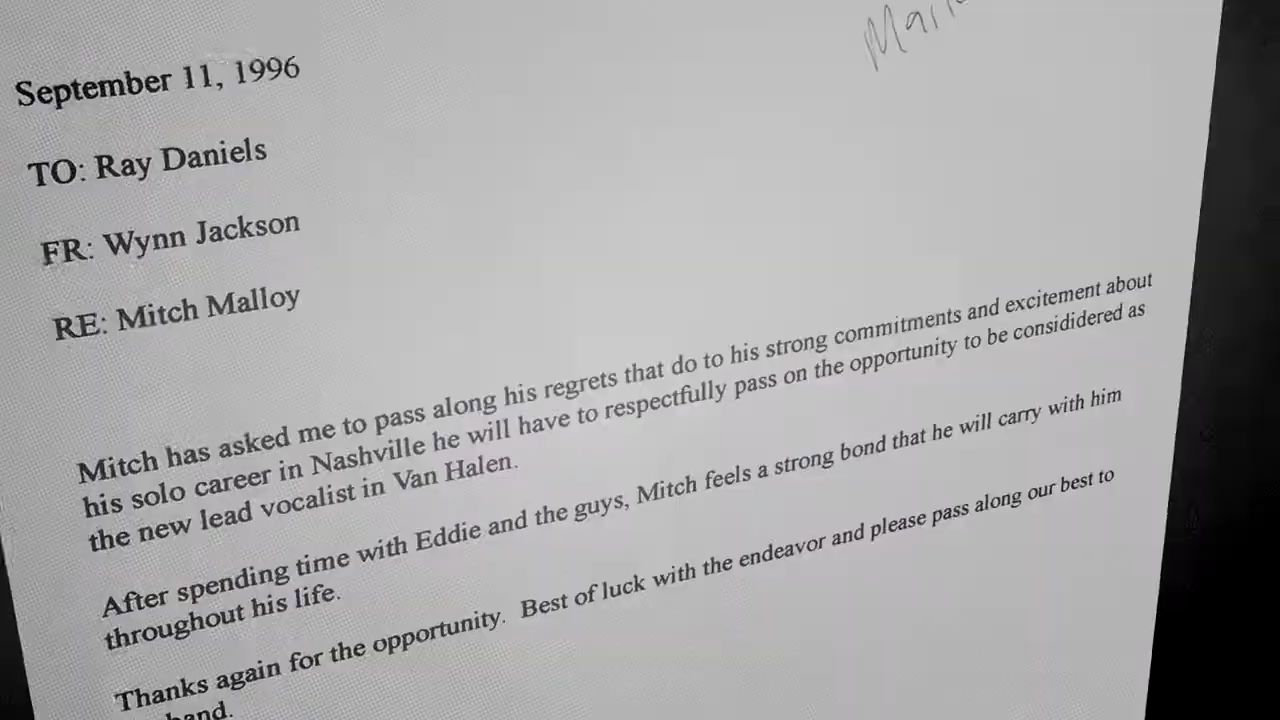 September 11, 1996
TO: Ray Daniels
FR: Wynn Jackson
RE: Mitch Malloy
Mitch has asked me to pass along his regrets that do to his strong commitments and excitement about
his solo career in Nashville he will have to respectfully pass on the opportunity to be consididered as
the new lead vocalist in Van Halen.
After spending time with Eddie and the guys, Mitch feels a strong bond that he will carry with him
throughout his life.
Thanks again for the opportunity.  Best of luck with the endeavor and please pass along our best to
band.